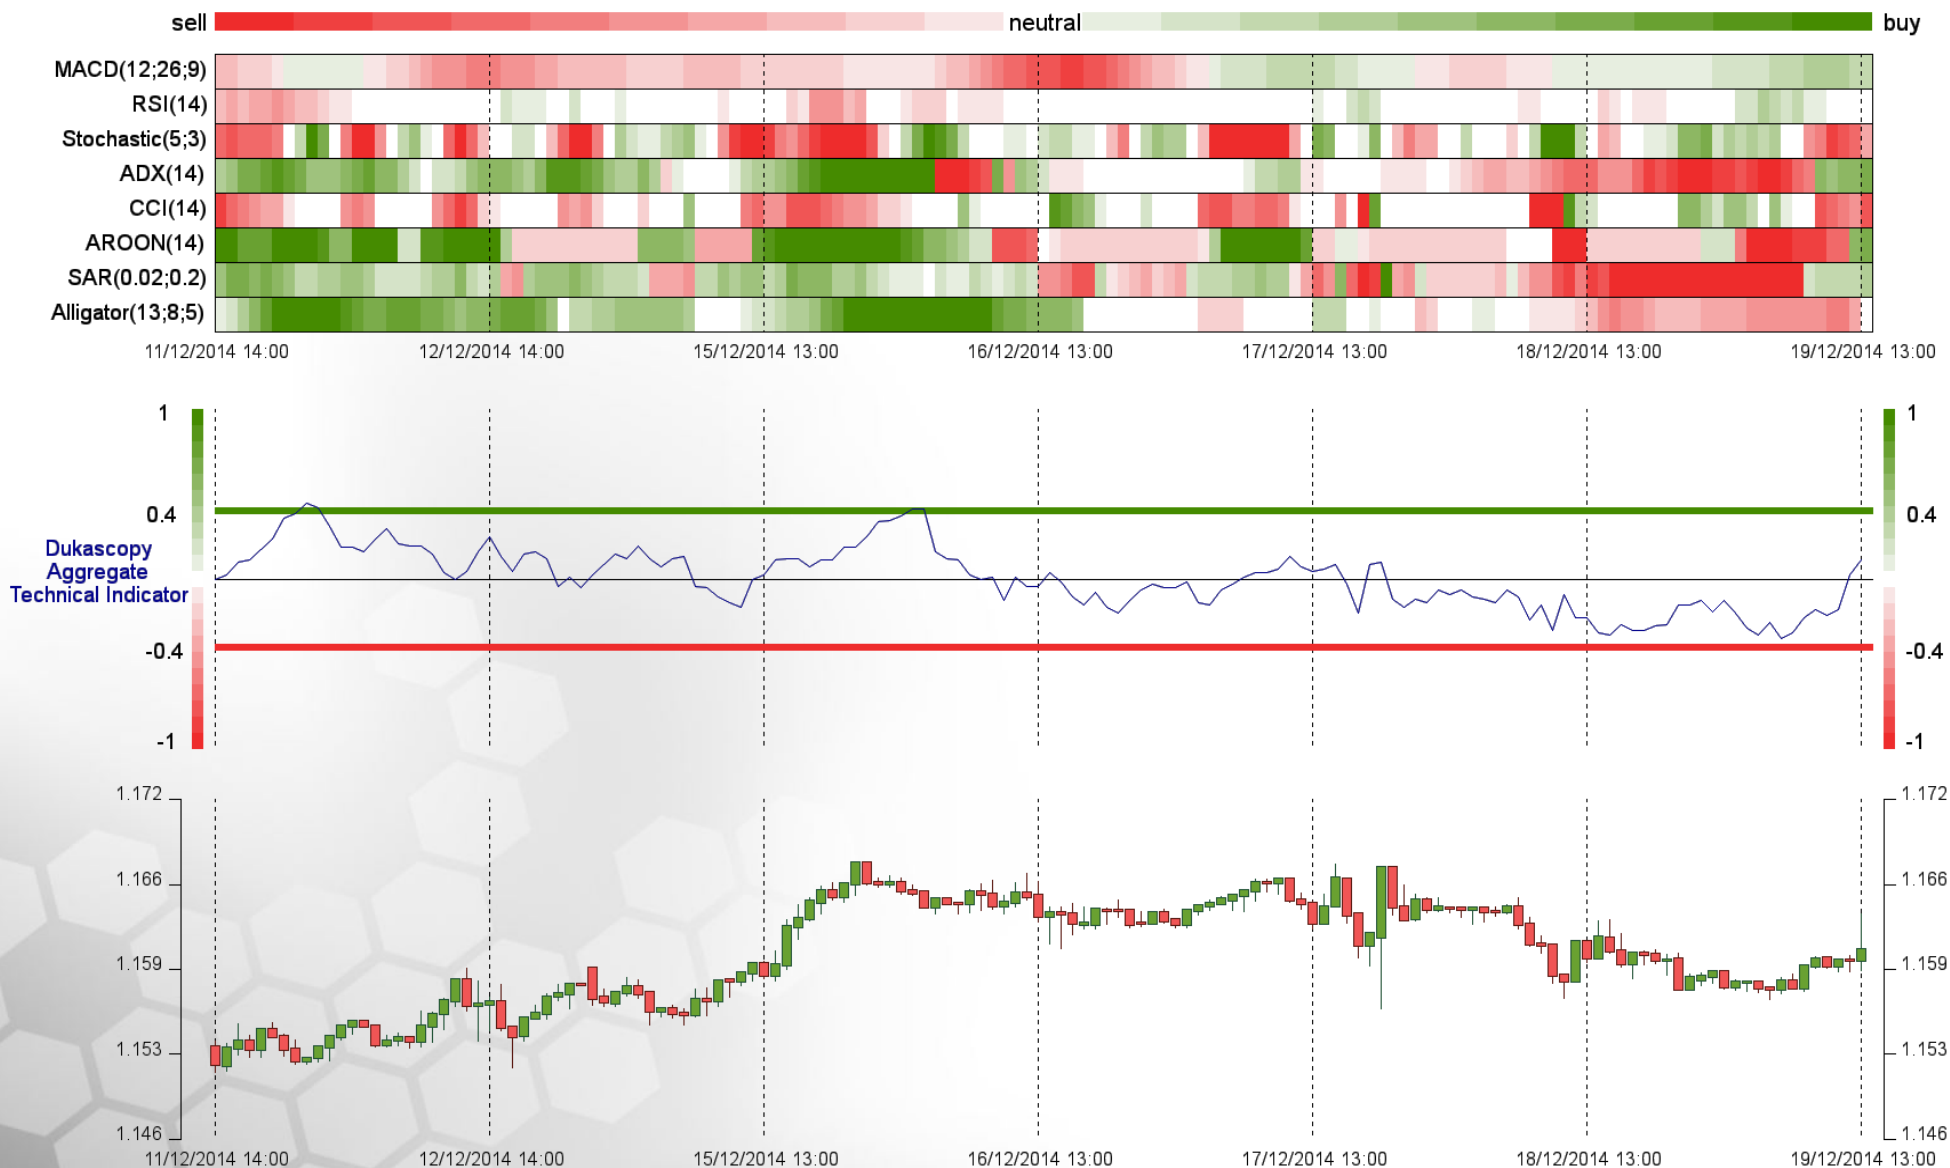 sell neutral buy
MACD(12;26;9)
RSI(14)
Stochastic(5;3)
ADX(14)
CCI(14)
AROON(14)
SAR(0.02;0.2)
Alligator(13;8;5)
11/12/2014 14:00 12/12/2014 14:00 15/12/2014 13:00 16/12/2014 13:00 17/12/2014 13:00 18/12/2014 13:00 19/12/2014 13:00
1 1
0.4 0.4
Dukascopy
Aggregate
Technical Indicator
-0.4 -0.4
-1 -1
1.172 1.172
1.166 1.166
1.159 1.159
1.153 1.153
1.146 1.146
11/12/2014 14:00 12/12/2014 14:00 15/12/2014 13:00 16/12/2014 13:00 17/12/2014 13:00 18/12/2014 13:00 19/12/2014 13:00